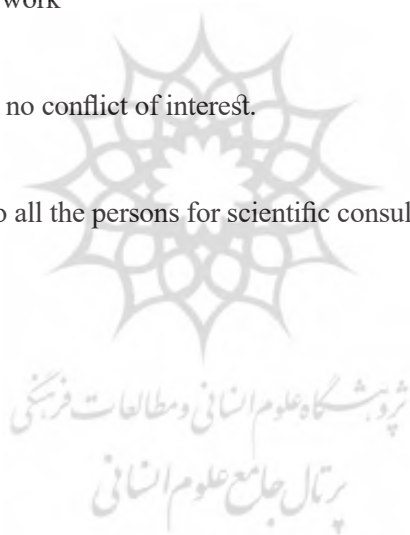 work
no conflict of interest.
o all the persons for scientific consul
پژوهشگاه علوم انسانی و مطالعات فرهنگی
پرتال جامع علوم انسانی